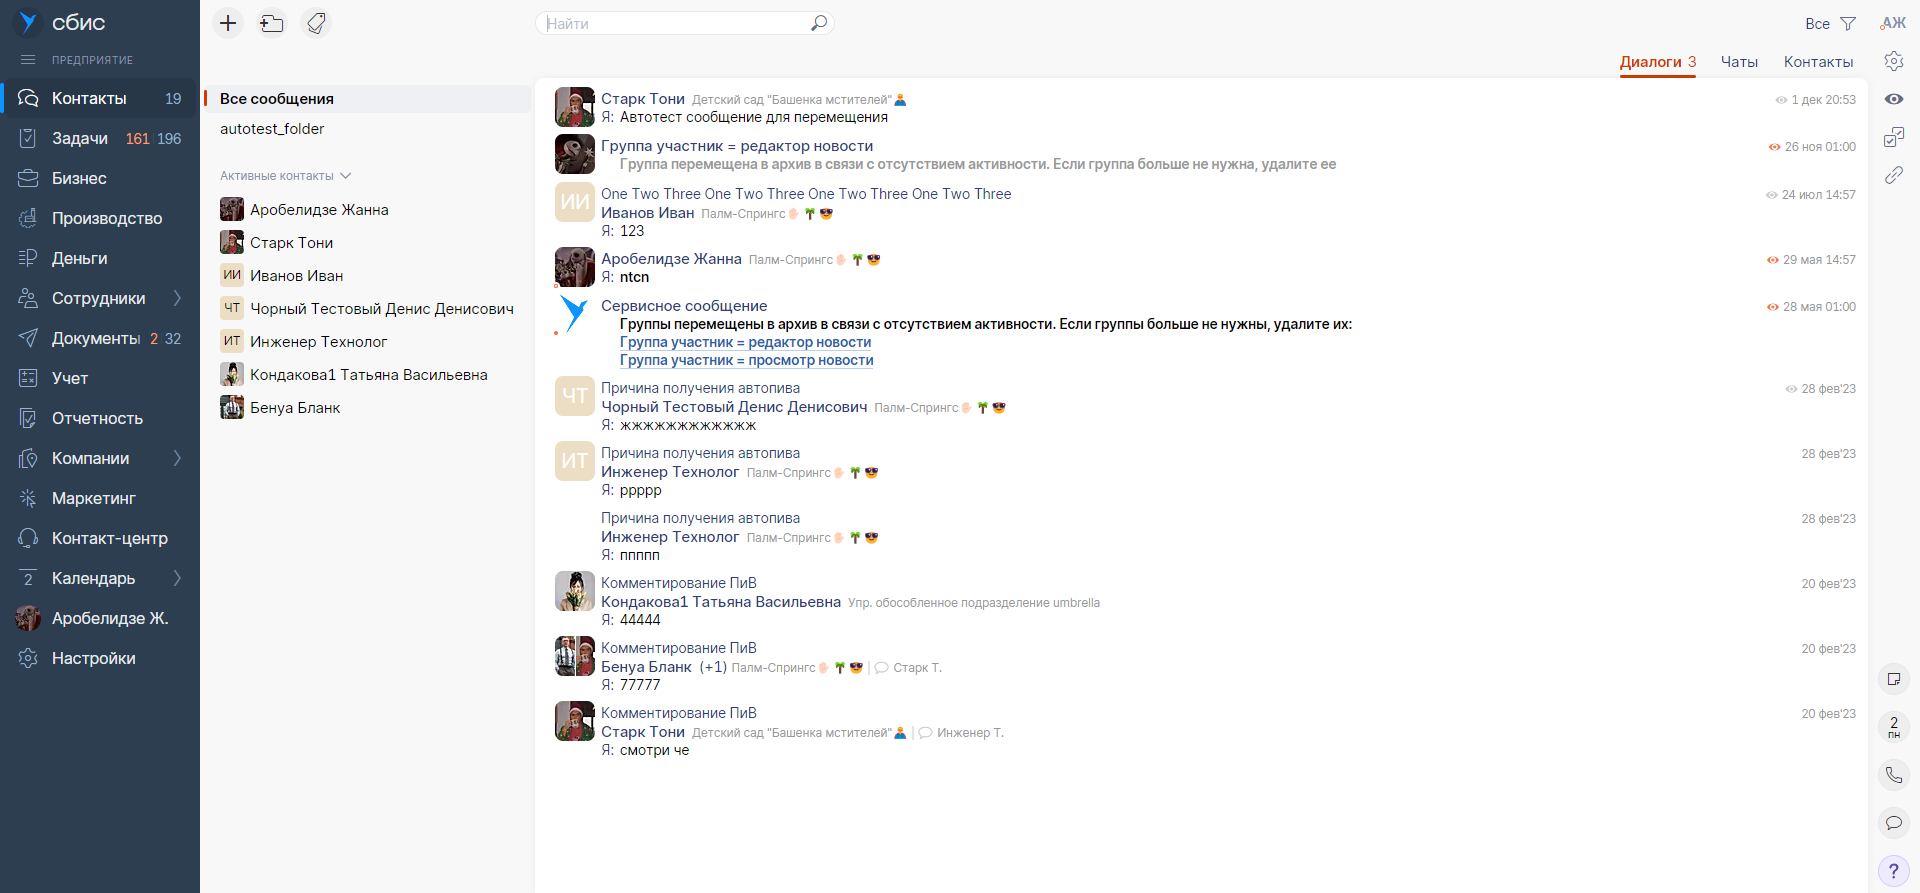 сбис
ПРЕДПРИЯТИЕ
Контакты 19
Задачи 161 196
Бизнес
Производство
Деньги
Сотрудники
Документы 2 32
Учет
Отчетность
Компании
Маркетинг
Контакт-центр
2 Календарь
Аробелидзе Ж.
Настройки
Все сообщения
autotest_folder
Активные контакты
Аробелидзе Жанна
Старк Тони
ИИ Иванов Иван
ЧТ Чорный Тестовый Денис Денисович
ИТ Инженер Технолог
Кондакова1 Татьяна Васильевна
Бенуа Бланк
Найти
Все
Диалоги 3 Чаты Контакты
Старк Тони Детский сад "Башенка мстителей" 1 дек 20:53
Я: Автотест сообщение для перемещения
Группа участник = редактор новости 26 ноя 01:00
Группа перемещена в архив в связи с отсутствием активности. Если группа больше не нужна, удалите ее
ИИ
One Two Three One Two Three One Two Three One Two Three 24 июл 14:57
Иванов Иван Палм-Спрингс
Я: 123
Аробелидзе Жанна Палм-Спрингс 29 мая 14:57
Я: ntcn
Сервисное сообщение 28 мая 01:00
Группы перемещены в архив в связи с отсутствием активности. Если группы больше не нужны, удалите их:
Группа участник = редактор новости
Группа участник = просмотр новости
ЧТ
Причина получения автопива 28 фев'23
Чорный Тестовый Денис Денисович Палм-Спрингс
Я: жжжжжжжжжжжж
ИТ
Причина получения автопива 28 фев'23
Инженер Технолог Палм-Спрингс
Я: ррррр
Причина получения автопива 28 фев'23
Инженер Технолог Палм-Спрингс
Я: ппппп
Комментирование ПиВ 20 фев'23
Кондакова1 Татьяна Васильевна Упр. обособленное подразделение umbrella
Я: 44444
Комментирование ПиВ 20 фев'23
Бенуа Бланк (+1) Палм-Спрингс Старк Т.
Я: 77777
Комментирование ПиВ 20 фев'23
Старк Тони Детский сад "Башенка мстителей" Инженер Т.
Я: смотри че
АЖ
2
пн
?